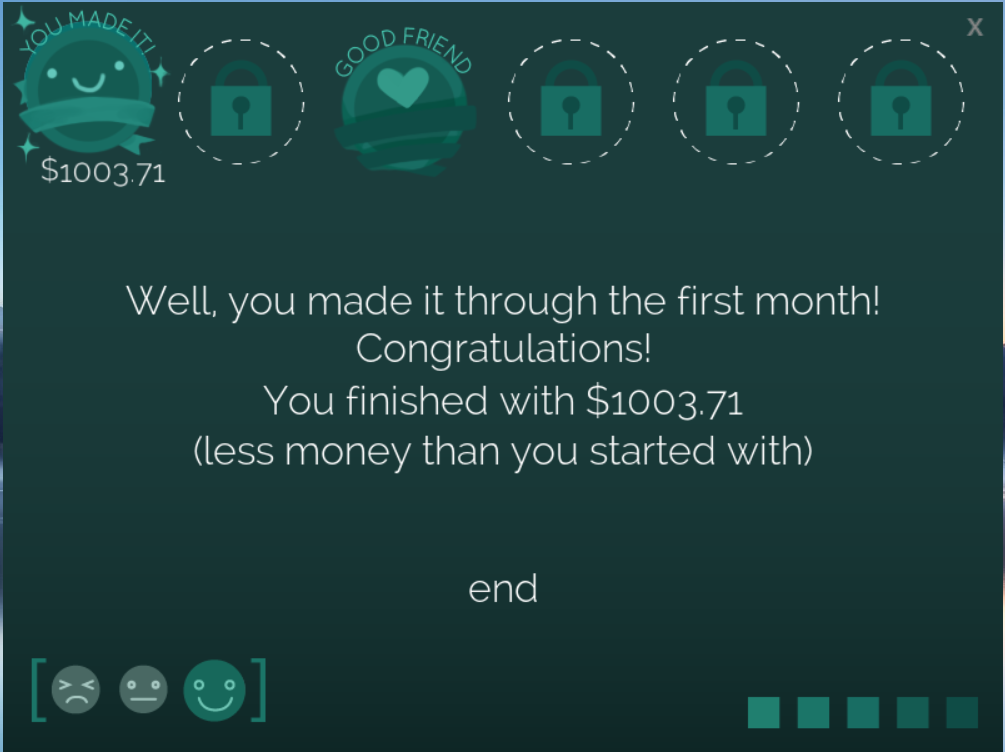 YOU MADE IT!
GOOD FRIEND
X
$1003.71
Well, you made it through the first month!
Congratulations!
You finished with $1003.71
(less money than you started with)
end